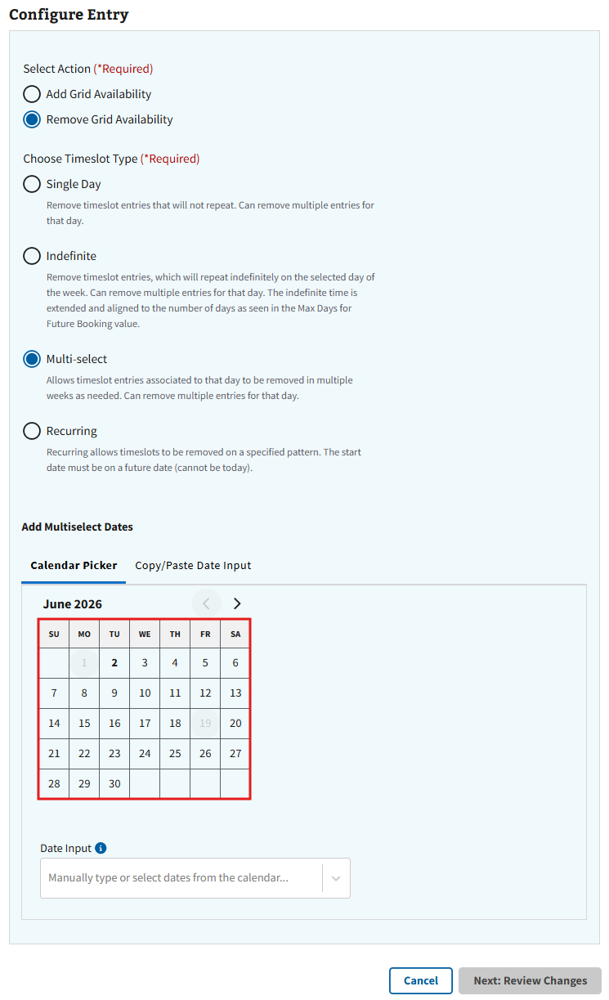 Configure Entry
Select Action (*Required)
Add Grid Availability
Remove Grid Availability
Choose Timeslot Type (*Required)
Single Day
Remove timeslot entries that will not repeat. Can remove multiple entries for
that day.
Indefinite
Remove timeslot entries, which will repeat indefinitely on the selected day of
the week. Can remove multiple entries for that day. The indefinite time is
extended and aligned to the number of days as seen in the Max Days for
Future Booking value.
Multi-select
Allows timeslot entries associated to that day to be removed in multiple
weeks as needed. Can remove multiple entries for that day.
Recurring
Recurring allows timeslots to be removed on a specified pattern. The start
date must be on a future date (cannot be today).
Add Multiselect Dates
Calendar Picker Copy/Paste Date Input
June 2026
SU MO TU WE TH FR SA
1 2 3 4 5 6
7 8 9 10 11 12 13
14 15 16 17 18 19 20
21 22 23 24 25 26 27
28 29 30
Date Input
Manually type or select dates from the calendar...
Cancel Next: Review Changes